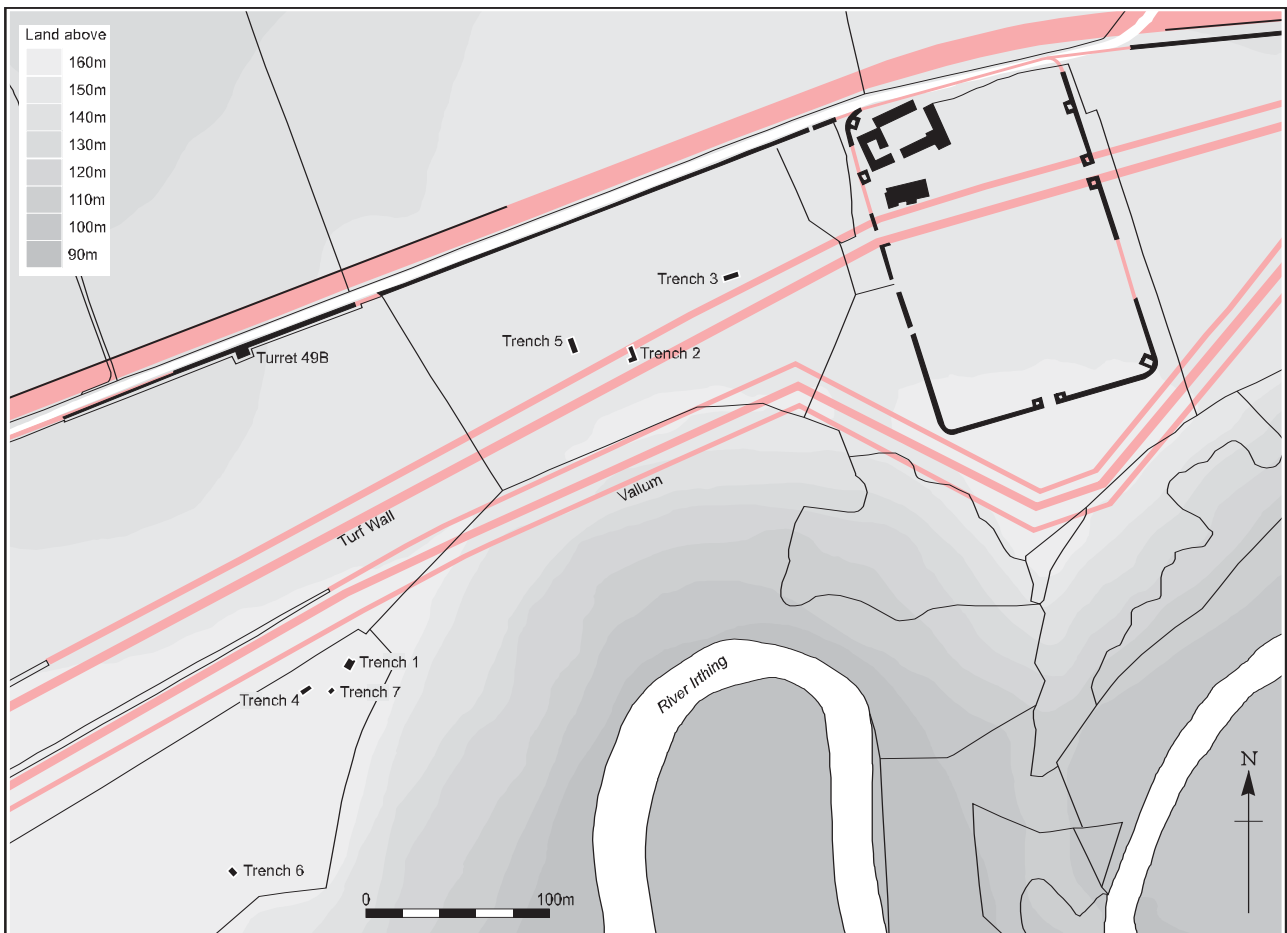 Land above
160m
150m
140m
130m
120m
110m
100m
90m
Turret 49B
Trench 3
Trench 5
Trench 2
Vallum
Turf Wall
Trench 1
Trench 4
Trench 7
River Irthing
Trench 6
N
0
100m